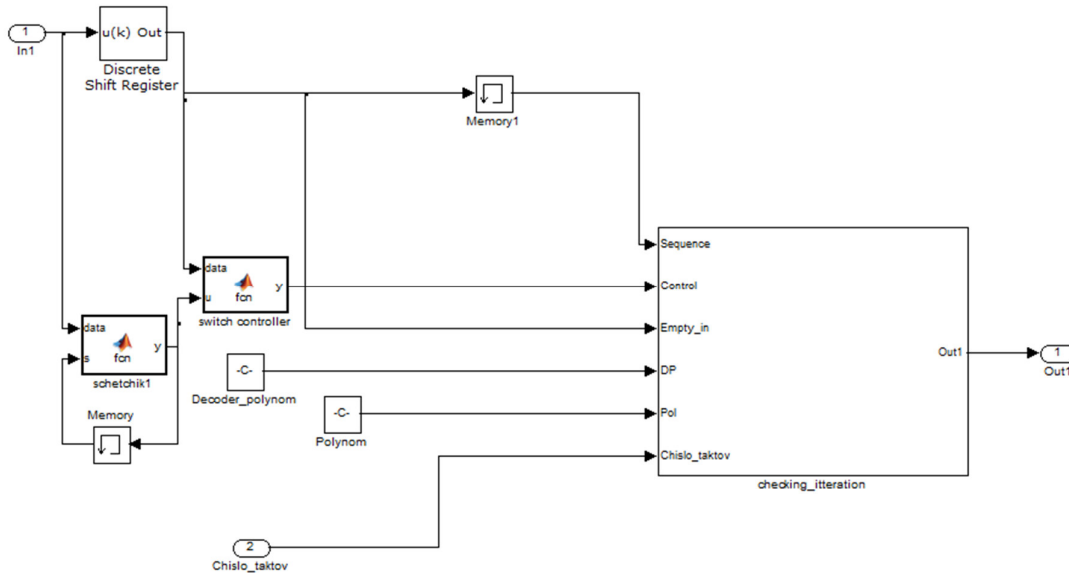 1
In1
u(k) Out
Discrete
Shift Register
Memory1
data
u
fcn
y
switch controller
data
s
fcn
y
schetchik1
Memory
-C-
Decoder_polynom
-C-
Polynom
2
Chislo_taktov
Sequence
Control
Empty_in
DP
Pol
Chislo_taktov
Out1
checking_itteration
1
Out1